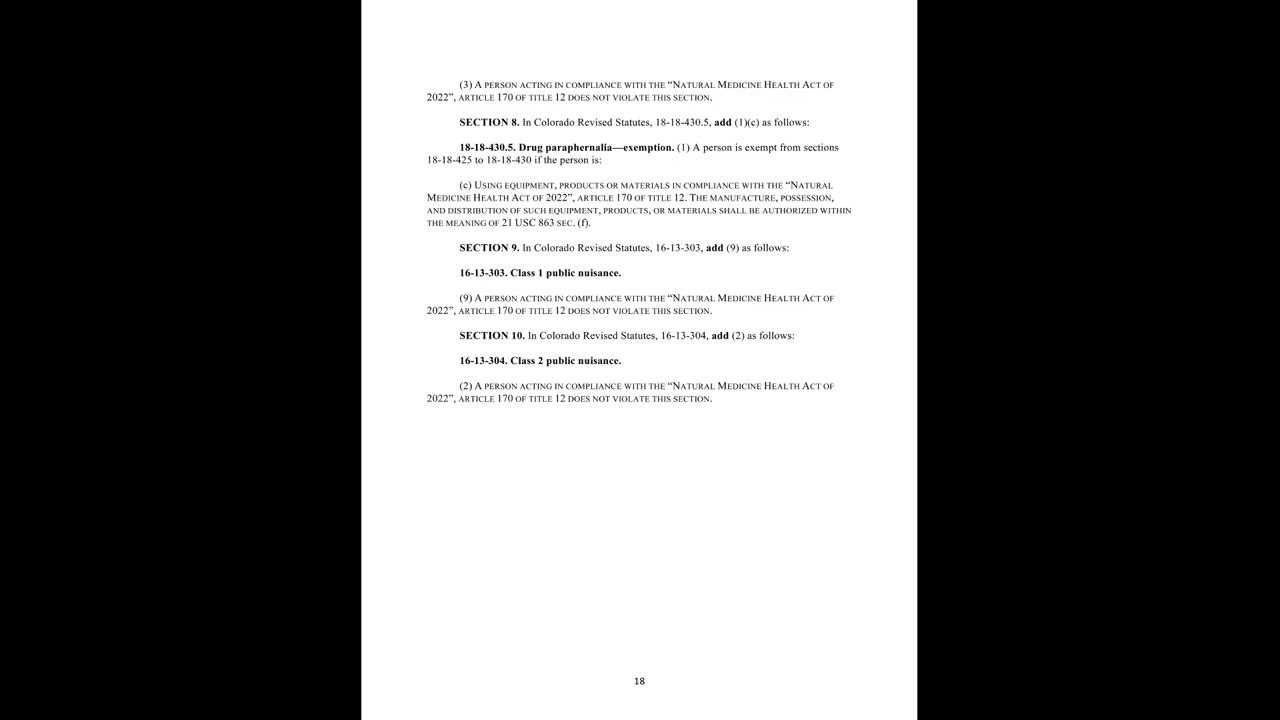 (3) A PERSON ACTING IN COMPLIANCE WITH THE “NATURAL MEDICINE HEALTH ACT OF
2022”, ARTICLE 170 OF TITLE 12 DOES NOT VIOLATE THIS SECTION.
SECTION 8. In Colorado Revised Statutes, 18-18-430.5, add (1)(c) as follows:
18-18-430.5. Drug paraphernalia—exemption. (1) A person is exempt from sections
18-18-425 to 18-18-430 if the person is:
(c) USING EQUIPMENT, PRODUCTS OR MATERIALS IN COMPLIANCE WITH THE “NATURAL
MEDICINE HEALTH ACT OF 2022”, ARTICLE 170 OF TITLE 12. THE MANUFACTURE, POSSESSION,
AND DISTRIBUTION OF SUCH EQUIPMENT, PRODUCTS, OR MATERIALS SHALL BE AUTHORIZED WITHIN
THE MEANING OF 21 USC 863 SEC. (f).
SECTION 9. In Colorado Revised Statutes, 16-13-303, add (9) as follows:
16-13-303. Class 1 public nuisance.
(9) A PERSON ACTING IN COMPLIANCE WITH THE “NATURAL MEDICINE HEALTH ACT OF
2022”, ARTICLE 170 OF TITLE 12 DOES NOT VIOLATE THIS SECTION.
SECTION 10. In Colorado Revised Statutes, 16-13-304, add (2) as follows:
16-13-304. Class 2 public nuisance.
(2) A PERSON ACTING IN COMPLIANCE WITH THE “NATURAL MEDICINE HEALTH ACT OF
2022”, ARTICLE 170 OF TITLE 12 DOES NOT VIOLATE THIS SECTION.
18